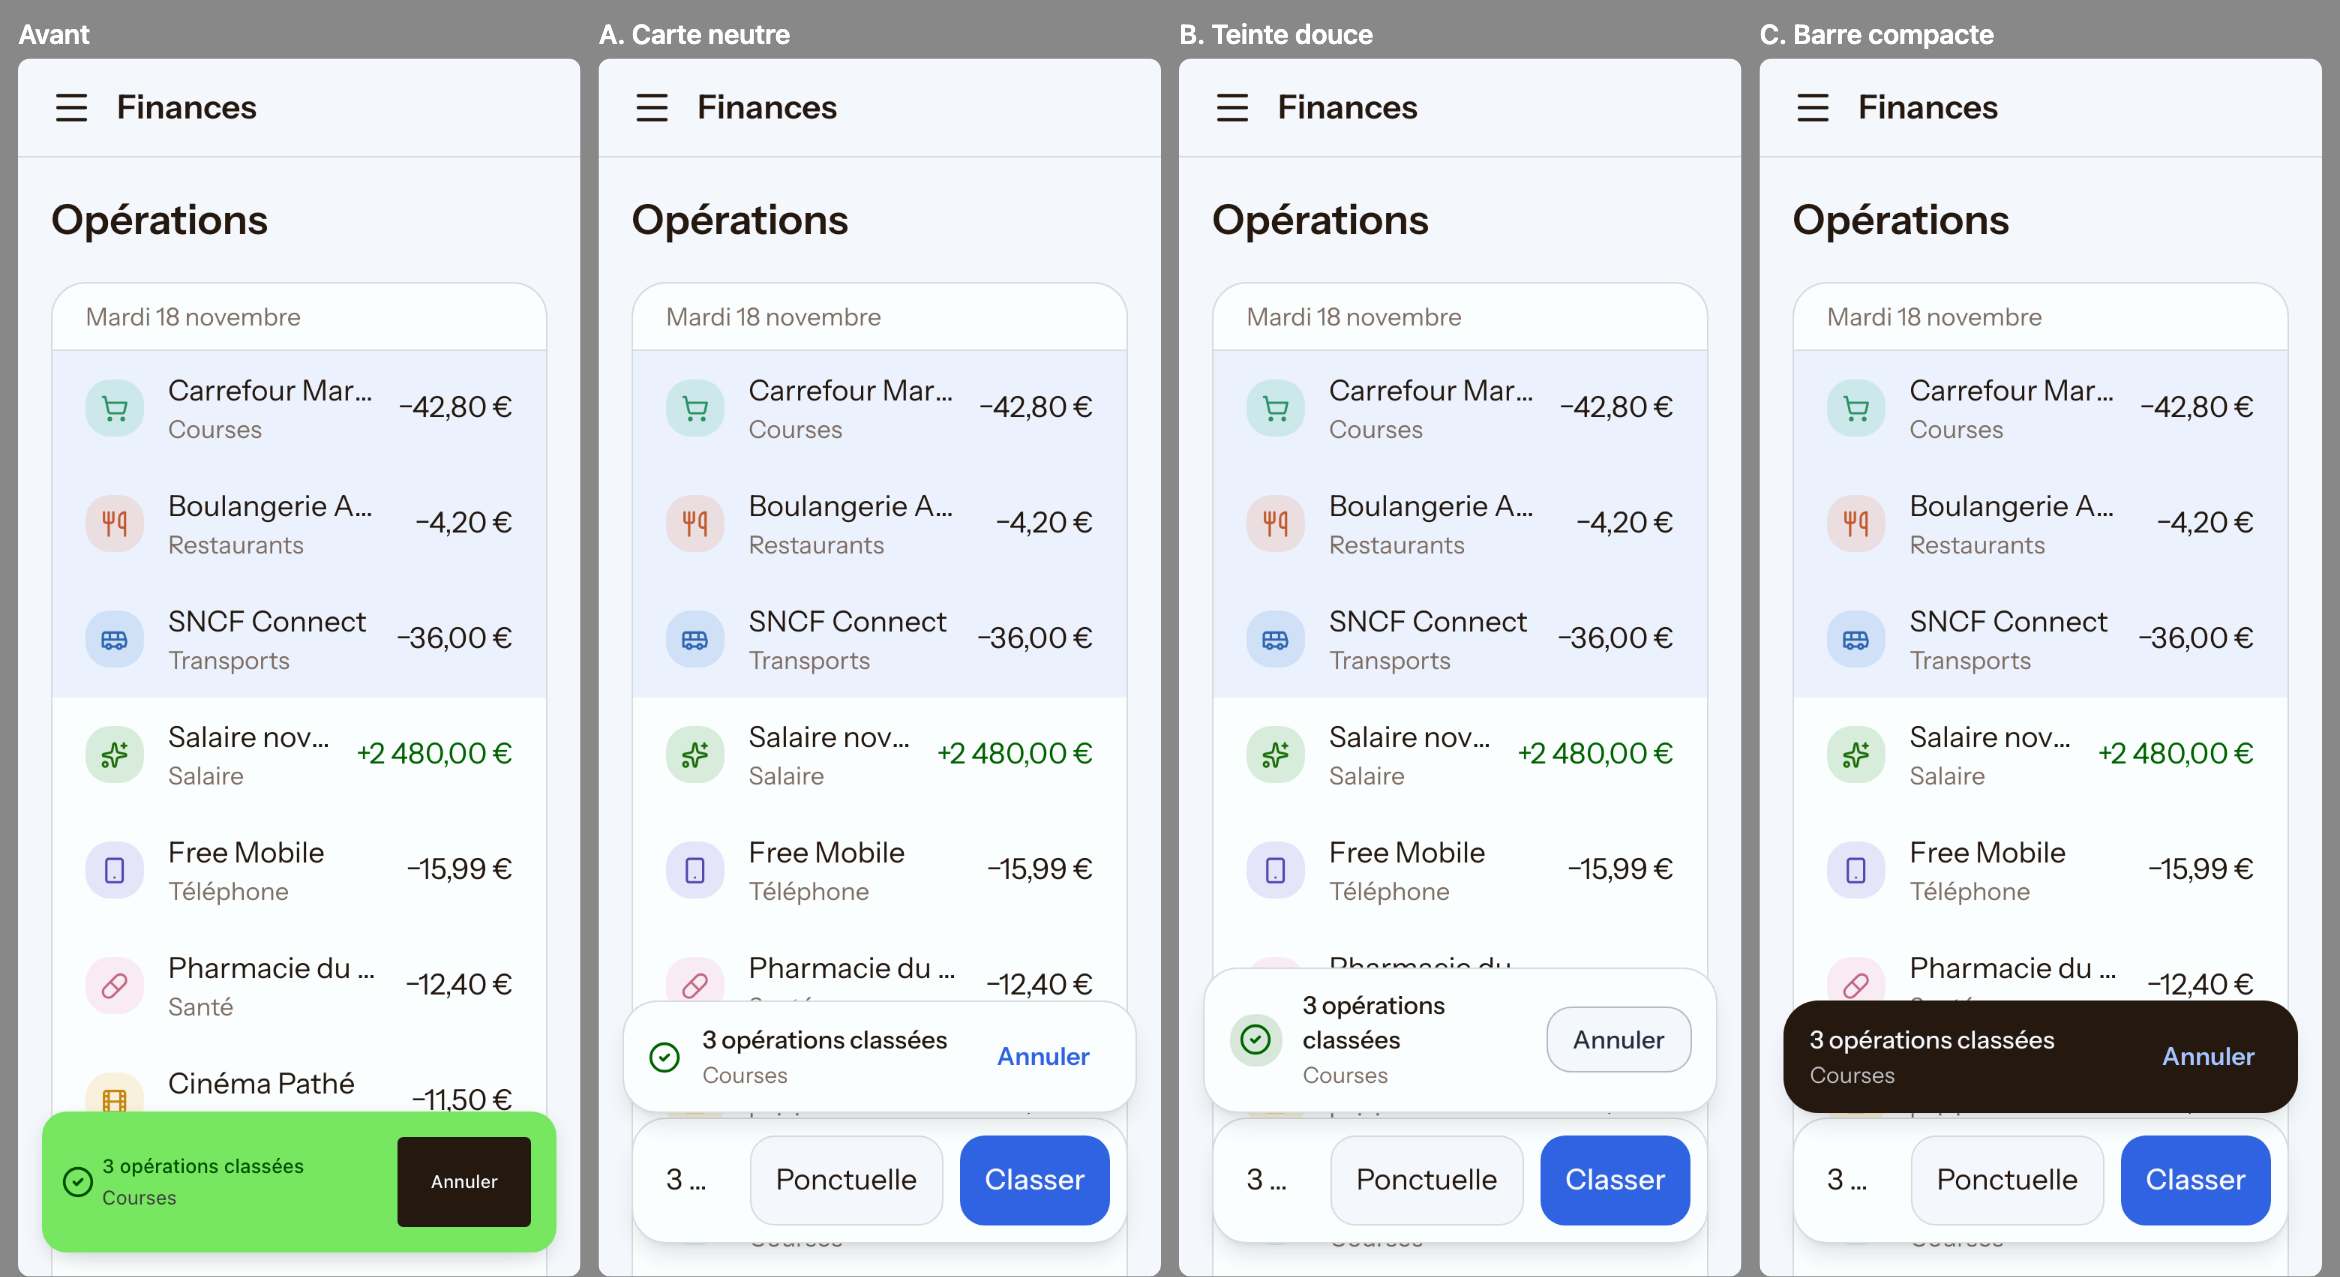 Avant
Finances
Opérations
Mardi 18 novembre
Carrefour Mar...
−42,80 €
Courses
Boulangerie A...
−4,20 €
Restaurants
SNCF Connect
−36,00 €
Transports
Salaire nov...
+2 480,00 €
Salaire
Free Mobile
−15,99 €
Téléphone
Pharmacie du ...
−12,40 €
Santé
Cinéma Pathé
−11,50 €
3 opérations classées
Courses
Annuler
A. Carte neutre
Finances
Opérations
Mardi 18 novembre
Carrefour Mar...
−42,80 €
Courses
Boulangerie A...
−4,20 €
Restaurants
SNCF Connect
−36,00 €
Transports
Salaire nov...
+2 480,00 €
Salaire
Free Mobile
−15,99 €
Téléphone
Pharmacie du ...
−12,40 €
3 opérations classées
Courses
Annuler
3 ...
Ponctuelle
Classer
Courses
B. Teinte douce
Finances
Opérations
Mardi 18 novembre
Carrefour Mar...
−42,80 €
Courses
Boulangerie A...
−4,20 €
Restaurants
SNCF Connect
−36,00 €
Transports
Salaire nov...
+2 480,00 €
Salaire
Free Mobile
−15,99 €
Téléphone
Pharmacie du
3 opérations
classées
Courses
Annuler
3 ...
Ponctuelle
Classer
Courses
C. Barre compacte
Finances
Opérations
Mardi 18 novembre
Carrefour Mar...
−42,80 €
Courses
Boulangerie A...
−4,20 €
Restaurants
SNCF Connect
−36,00 €
Transports
Salaire nov...
+2 480,00 €
Salaire
Free Mobile
−15,99 €
Téléphone
Pharmacie du ...
−12,40 €
3 opérations classées
Courses
Annuler
3 ...
Ponctuelle
Classer
Courses